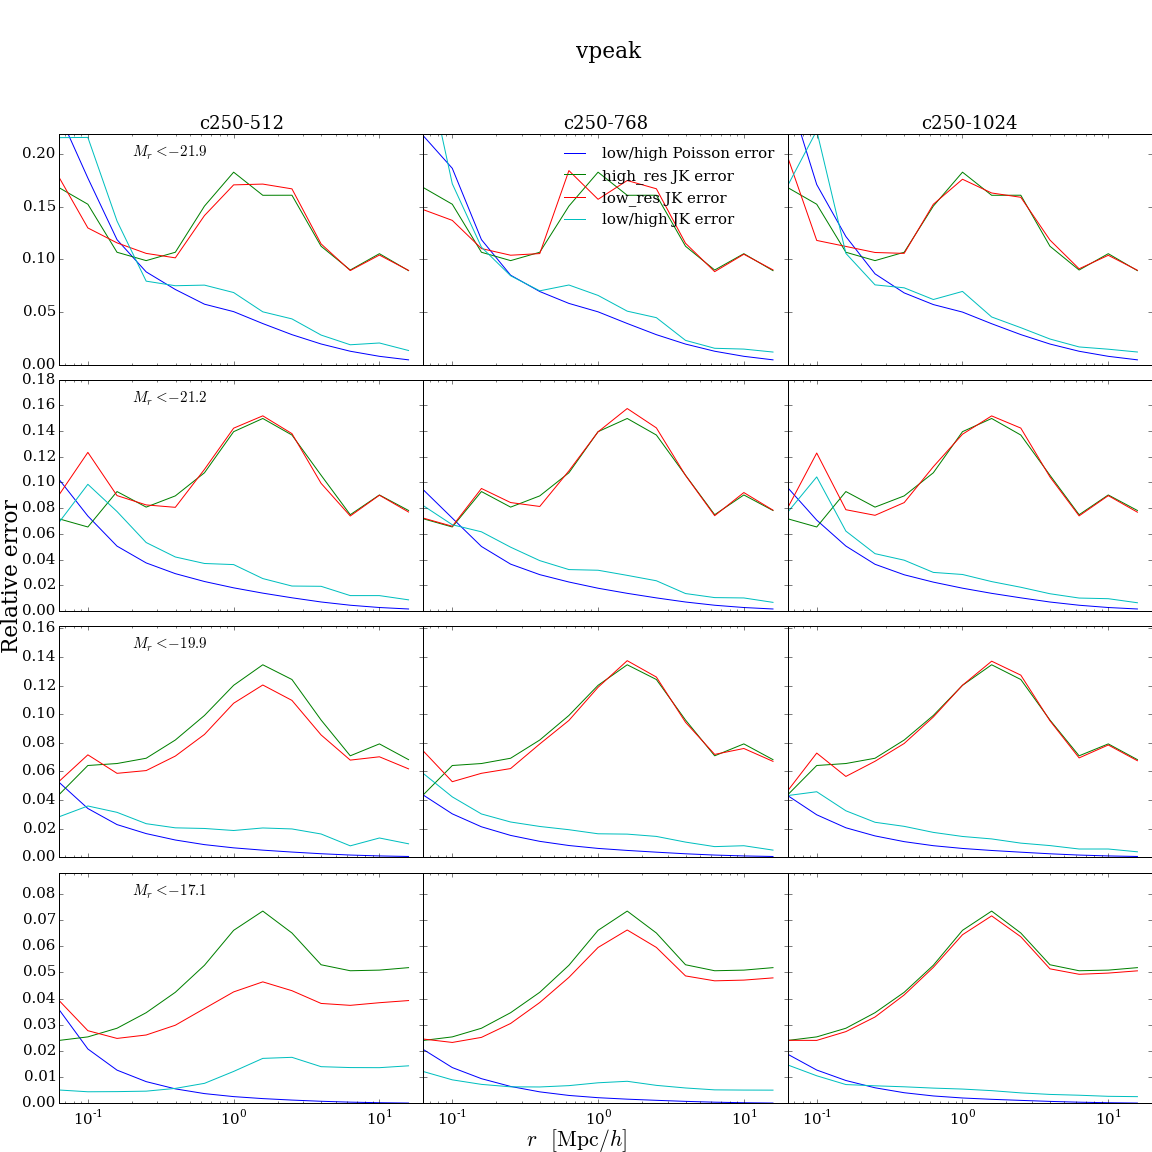 vpeak
c250-512
c250-768
c250-1024
M_r < −21.9
low/high Poisson error
high_res JK error
low_res JK error
low/high JK error
0.20
0.15
0.10
0.05
0.00
M_r < −21.2
0.18
0.16
0.14
0.12
0.10
0.08
0.06
0.04
0.02
0.00
Relative error
M_r < −19.9
0.16
0.14
0.12
0.10
0.08
0.06
0.04
0.02
0.00
M_r < −17.1
0.08
0.07
0.06
0.05
0.04
0.03
0.02
0.01
0.00
10^-1 10^0 10^1 10^-1 10^0 10^1 10^-1 10^0 10^1
r [Mpc/h]